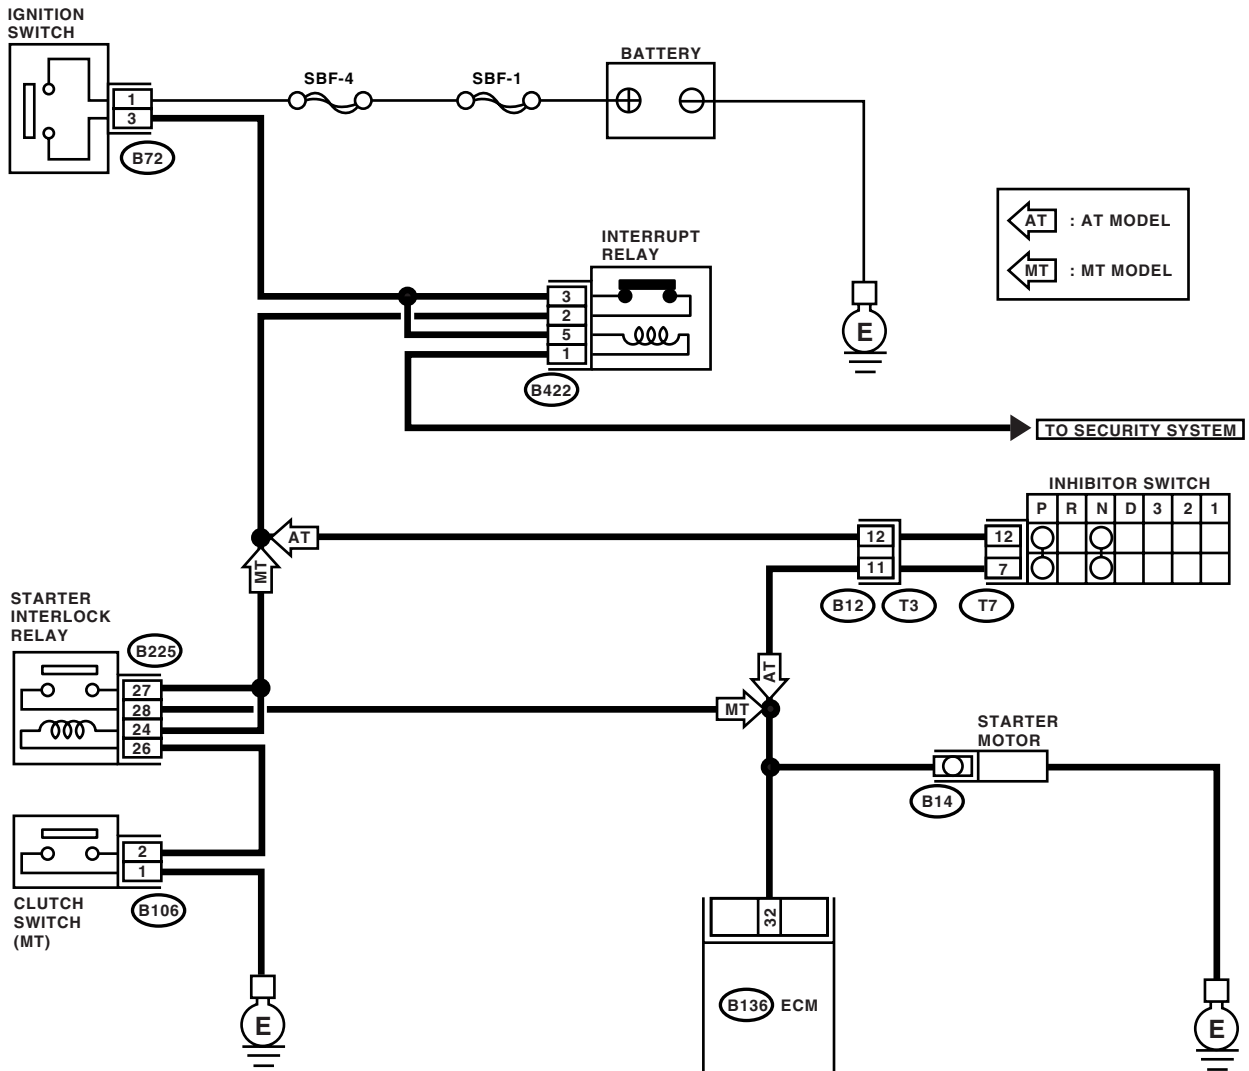 IGNITION
SWITCH
1
3
B72
SBF-4
SBF-1
BATTERY
AT : AT MODEL
MT : MT MODEL
INTERRUPT
RELAY
3
2
5
1
B422
E
TO SECURITY SYSTEM
INHIBITOR SWITCH
P R N D 3 2 1
AT
12
11
12
7
B12
T3
T7
MT
STARTER
INTERLOCK
RELAY
B225
27
28
24
26
AT
MT
STARTER
MOTOR
B14
2
1
CLUTCH
SWITCH
(MT)
B106
32
B136 ECM
E
E